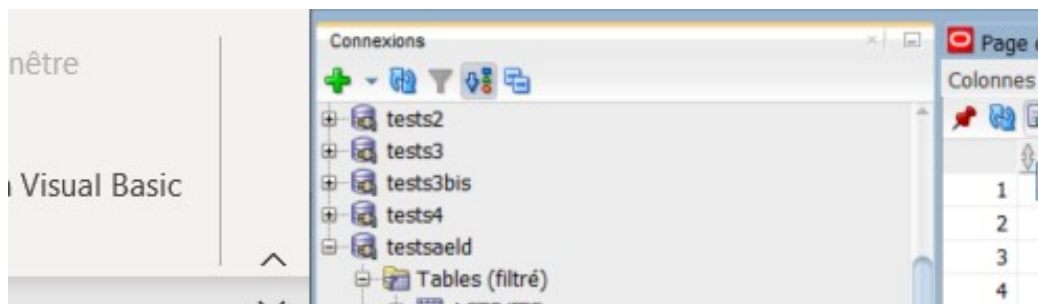 nêtre
Visual Basic
Connexions
tests2
tests3
tests3bis
tests4
testsaeld
Tables (filtré)
Page
Colonnes
1
2
3
4